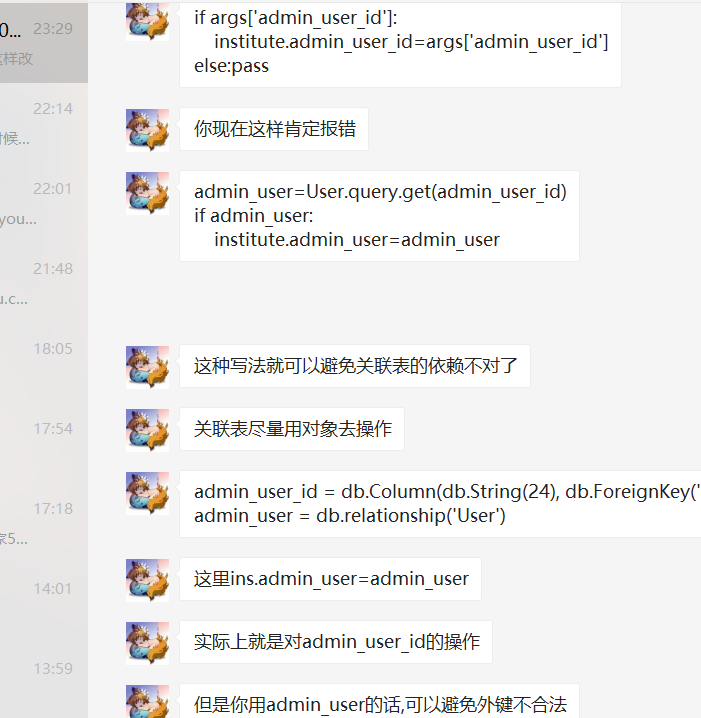 0...
23:29
这样改
22:14
时候...
22:01
you...
21:48
u.c...
18:05
17:54
17:18
家5...
14:01
13:59
if args['admin_user_id']:
institute.admin_user_id=args['admin_user_id']
else:pass
你现在这样肯定报错
admin_user=User.query.get(admin_user_id)
if admin_user:
institute.admin_user=admin_user
这种写法就可以避免关联表的依赖不对了
关联表尽量用对象去操作
admin_user_id = db.Column(db.String(24), db.ForeignKey('
admin_user = db.relationship('User')
这里ins.admin_user=admin_user
实际上就是对admin_user_id的操作
但是你用admin_user的话,可以避免外键不合法